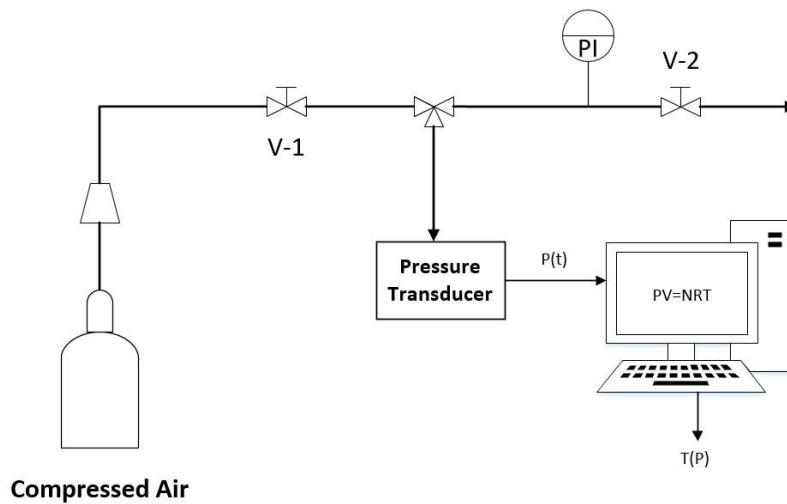 PI
V-2
V-1
Pressure
Transducer
P(t)
PV=NRT
T(P)
Compressed Air